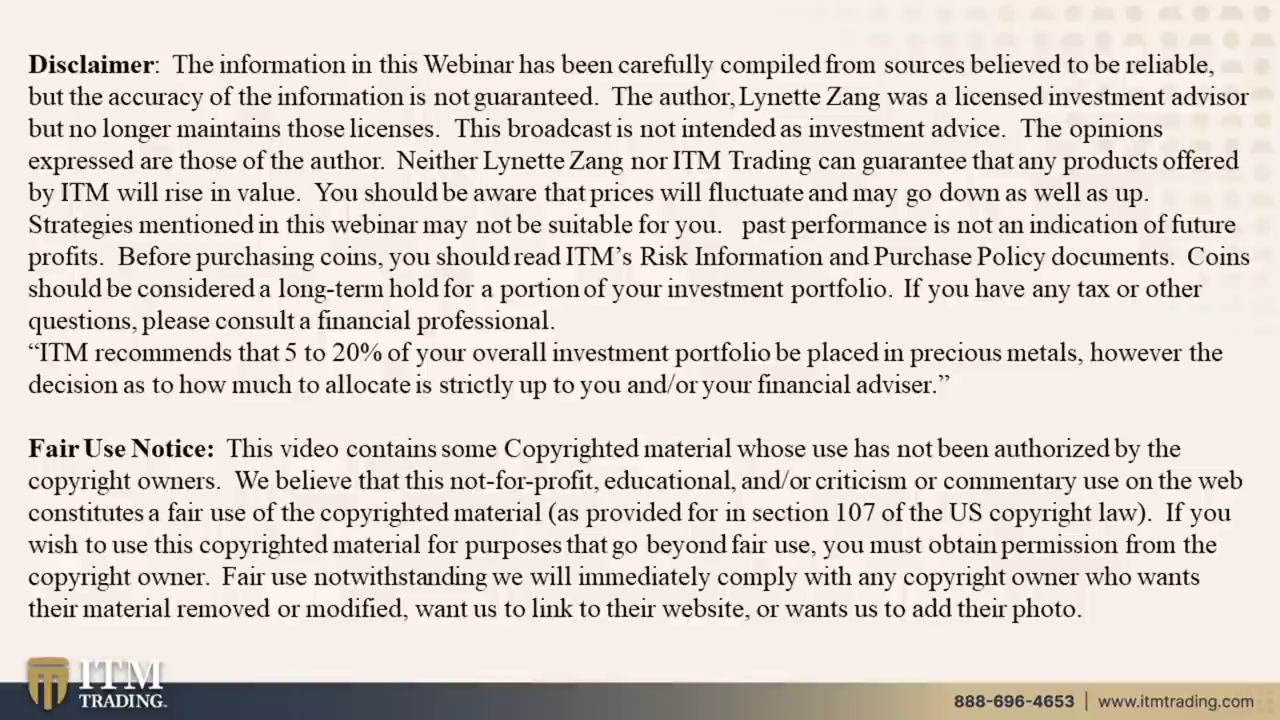 Disclaimer: The information in this Webinar has been carefully compiled from sources believed to be reliable,
but the accuracy of the information is not guaranteed. The author, Lynette Zang was a licensed investment advisor
but no longer maintains those licenses. This broadcast is not intended as investment advice. The opinions
expressed are those of the author. Neither Lynette Zang nor ITM Trading can guarantee that any products offered
by ITM will rise in value. You should be aware that prices will fluctuate and may go down as well as up.
Strategies mentioned in this webinar may not be suitable for you. past performance is not an indication of future
profits. Before purchasing coins, you should read ITM’s Risk Information and Purchase Policy documents. Coins
should be considered a long-term hold for a portion of your investment portfolio. If you have any tax or other
questions, please consult a financial professional.
“ITM recommends that 5 to 20% of your overall investment portfolio be placed in precious metals, however the
decision as to how much to allocate is strictly up to you and/or your financial adviser.”
Fair Use Notice: This video contains some Copyrighted material whose use has not been authorized by the
copyright owners. We believe that this not-for-profit, educational, and/or criticism or commentary use on the web
constitutes a fair use of the copyrighted material (as provided for in section 107 of the US copyright law). If you
wish to use this copyrighted material for purposes that go beyond fair use, you must obtain permission from the
copyright owner. Fair use notwithstanding we will immediately comply with any copyright owner who wants
their material removed or modified, want us to link to their website, or wants us to add their photo.
ITM
TRADING.
888-696-4653 | www.itmtrading.com